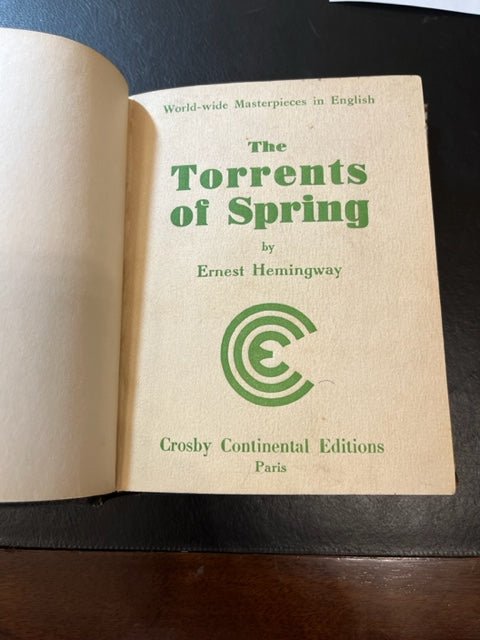 World-wide Masterpieces in English
The
Torrents
of Spring
by
Ernest Hemingway
CCE
Crosby Continental Editions
Paris